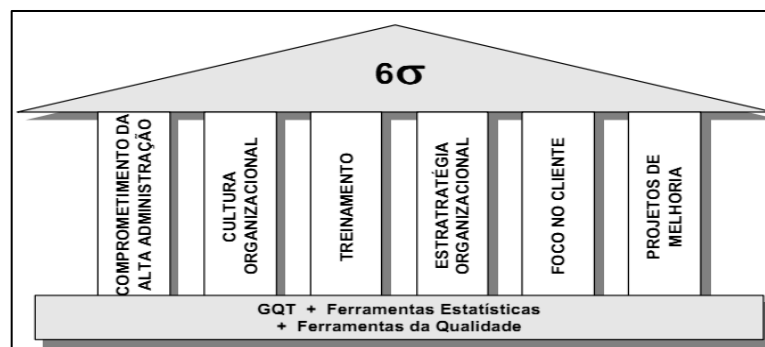 6σ
COMPROMETIMENTO DA
ALTA ADMINISTRAÇÃO
CULTURA
ORGANIZACIONAL
TREINAMENTO
ESTRATRATÉGIA
ORGANIZACIONAL
FOCO NO CLIENTE
PROJETOS DE
MELHORIA
GQT + Ferramentas Estatísticas
+ Ferramentas da Qualidade